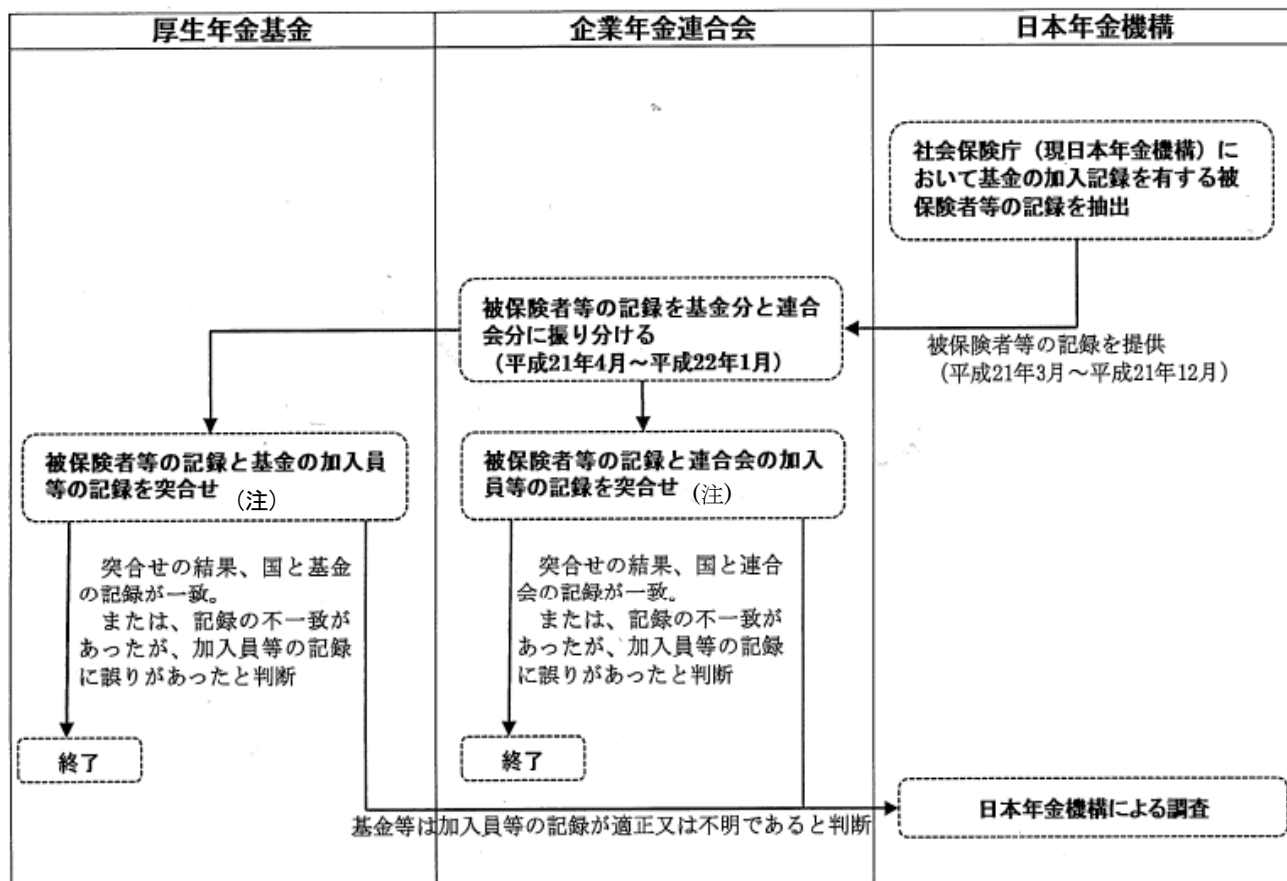 厚生年金基金
企業年金連合会
日本年金機構
社会保険庁（現日本年金機構）に
おいて基金の加入記録を有する被
保険者等の記録を抽出
被保険者等の記録を基金分と連合
会分に振り分ける
（平成21年4月～平成22年1月）
被保険者等の記録を提供
（平成21年3月～平成21年12月）
被保険者等の記録と基金の加入員
等の記録を突合せ（注）
被保険者等の記録と連合会の加入
員等の記録を突合せ（注）
突合せの結果、国と基金
の記録が一致。
または、記録の不一致が
あったが、加入員等の記録
に誤りがあったと判断
突合せの結果、国と連合
会の記録が一致。
または、記録の不一致が
あったが、加入員等の記録
に誤りがあったと判断
終了
終了
日本年金機構による調査
基金等は加入員等の記録が適正又は不明であると判断